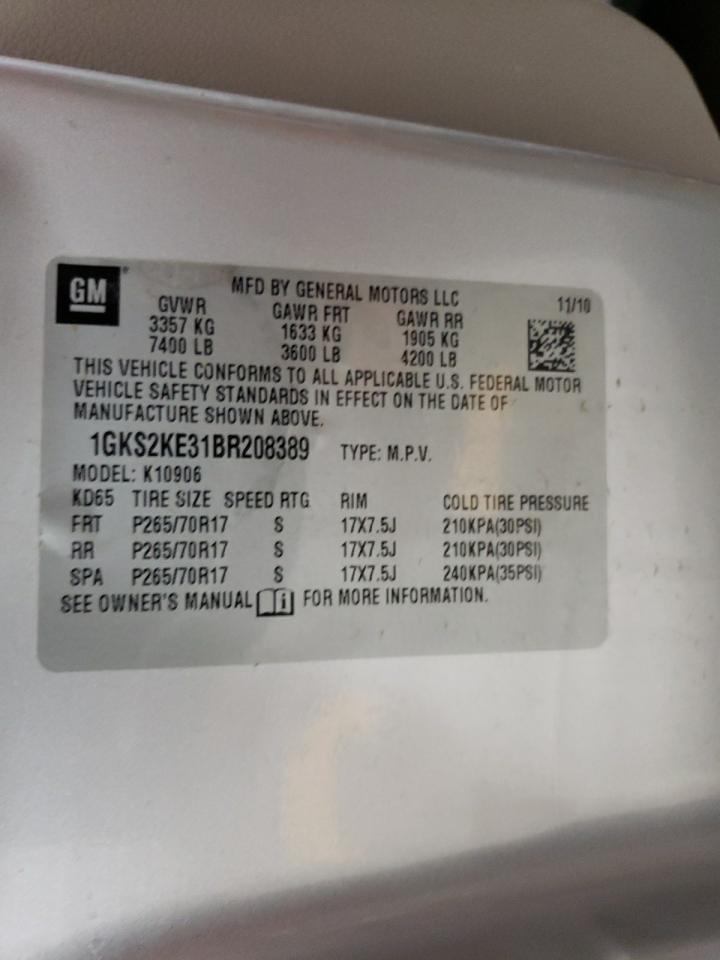 GM
MFD BY GENERAL MOTORS LLC
11/10
GVWR GAWR FRT GAWR RR
3357 KG 1633 KG 1905 KG
7400 LB 3600 LB 4200 LB
THIS VEHICLE CONFORMS TO ALL APPLICABLE U.S. FEDERAL MOTOR
VEHICLE SAFETY STANDARDS IN EFFECT ON THE DATE OF
MANUFACTURE SHOWN ABOVE.
1GKS2KE31BR208389 TYPE: M.P.V.
MODEL: K10906
KD65 TIRE SIZE SPEED RTG RIM COLD TIRE PRESSURE
FRT P265/70R17 S 17X7.5J 210KPA(30PSI)
RR P265/70R17 S 17X7.5J 210KPA(30PSI)
SPA P265/70R17 S 17X7.5J 240KPA(35PSI)
SEE OWNER'S MANUAL i FOR MORE INFORMATION.